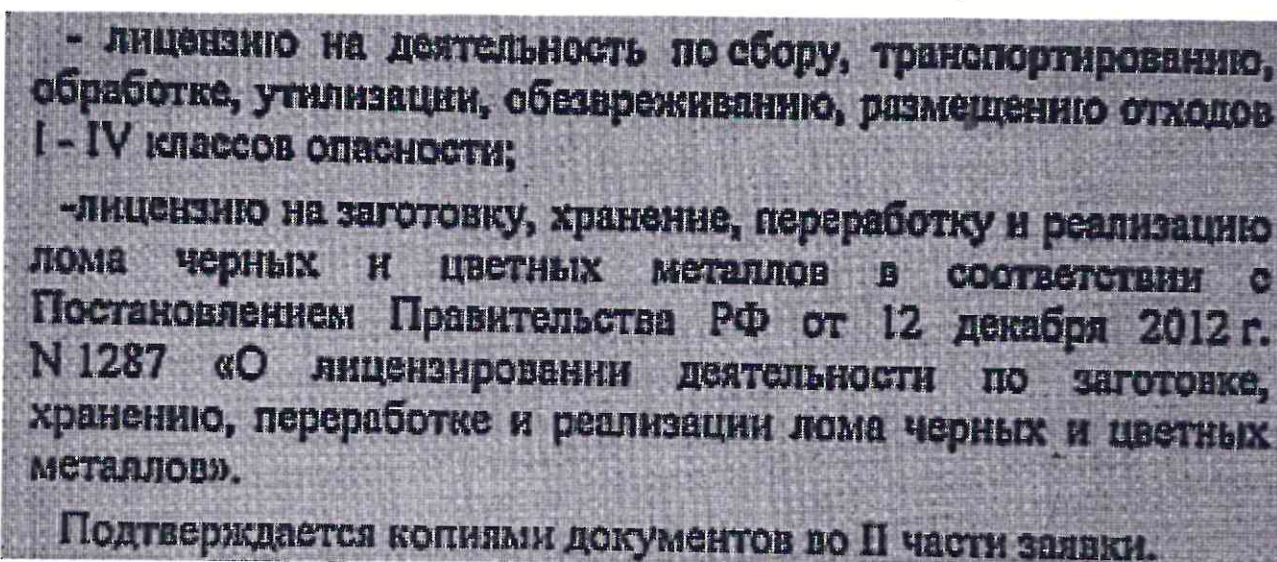 - лицензию на деятельность по сбору, транспортированию,
обработке, утилизации, обезвреживанию, размещению отходов
I - IV классов опасности;
-лицензию на заготовку, хранение, переработку и реализацию
лома черных и цветных металлов в соответствии с
Постановлением Правительства РФ от 12 декабря 2012 г.
N 1287 «О лицензировании деятельности по заготовке,
хранению, переработке и реализации лома черных и цветных
металлов».
Подтверждается копиями документов во II части заявки.